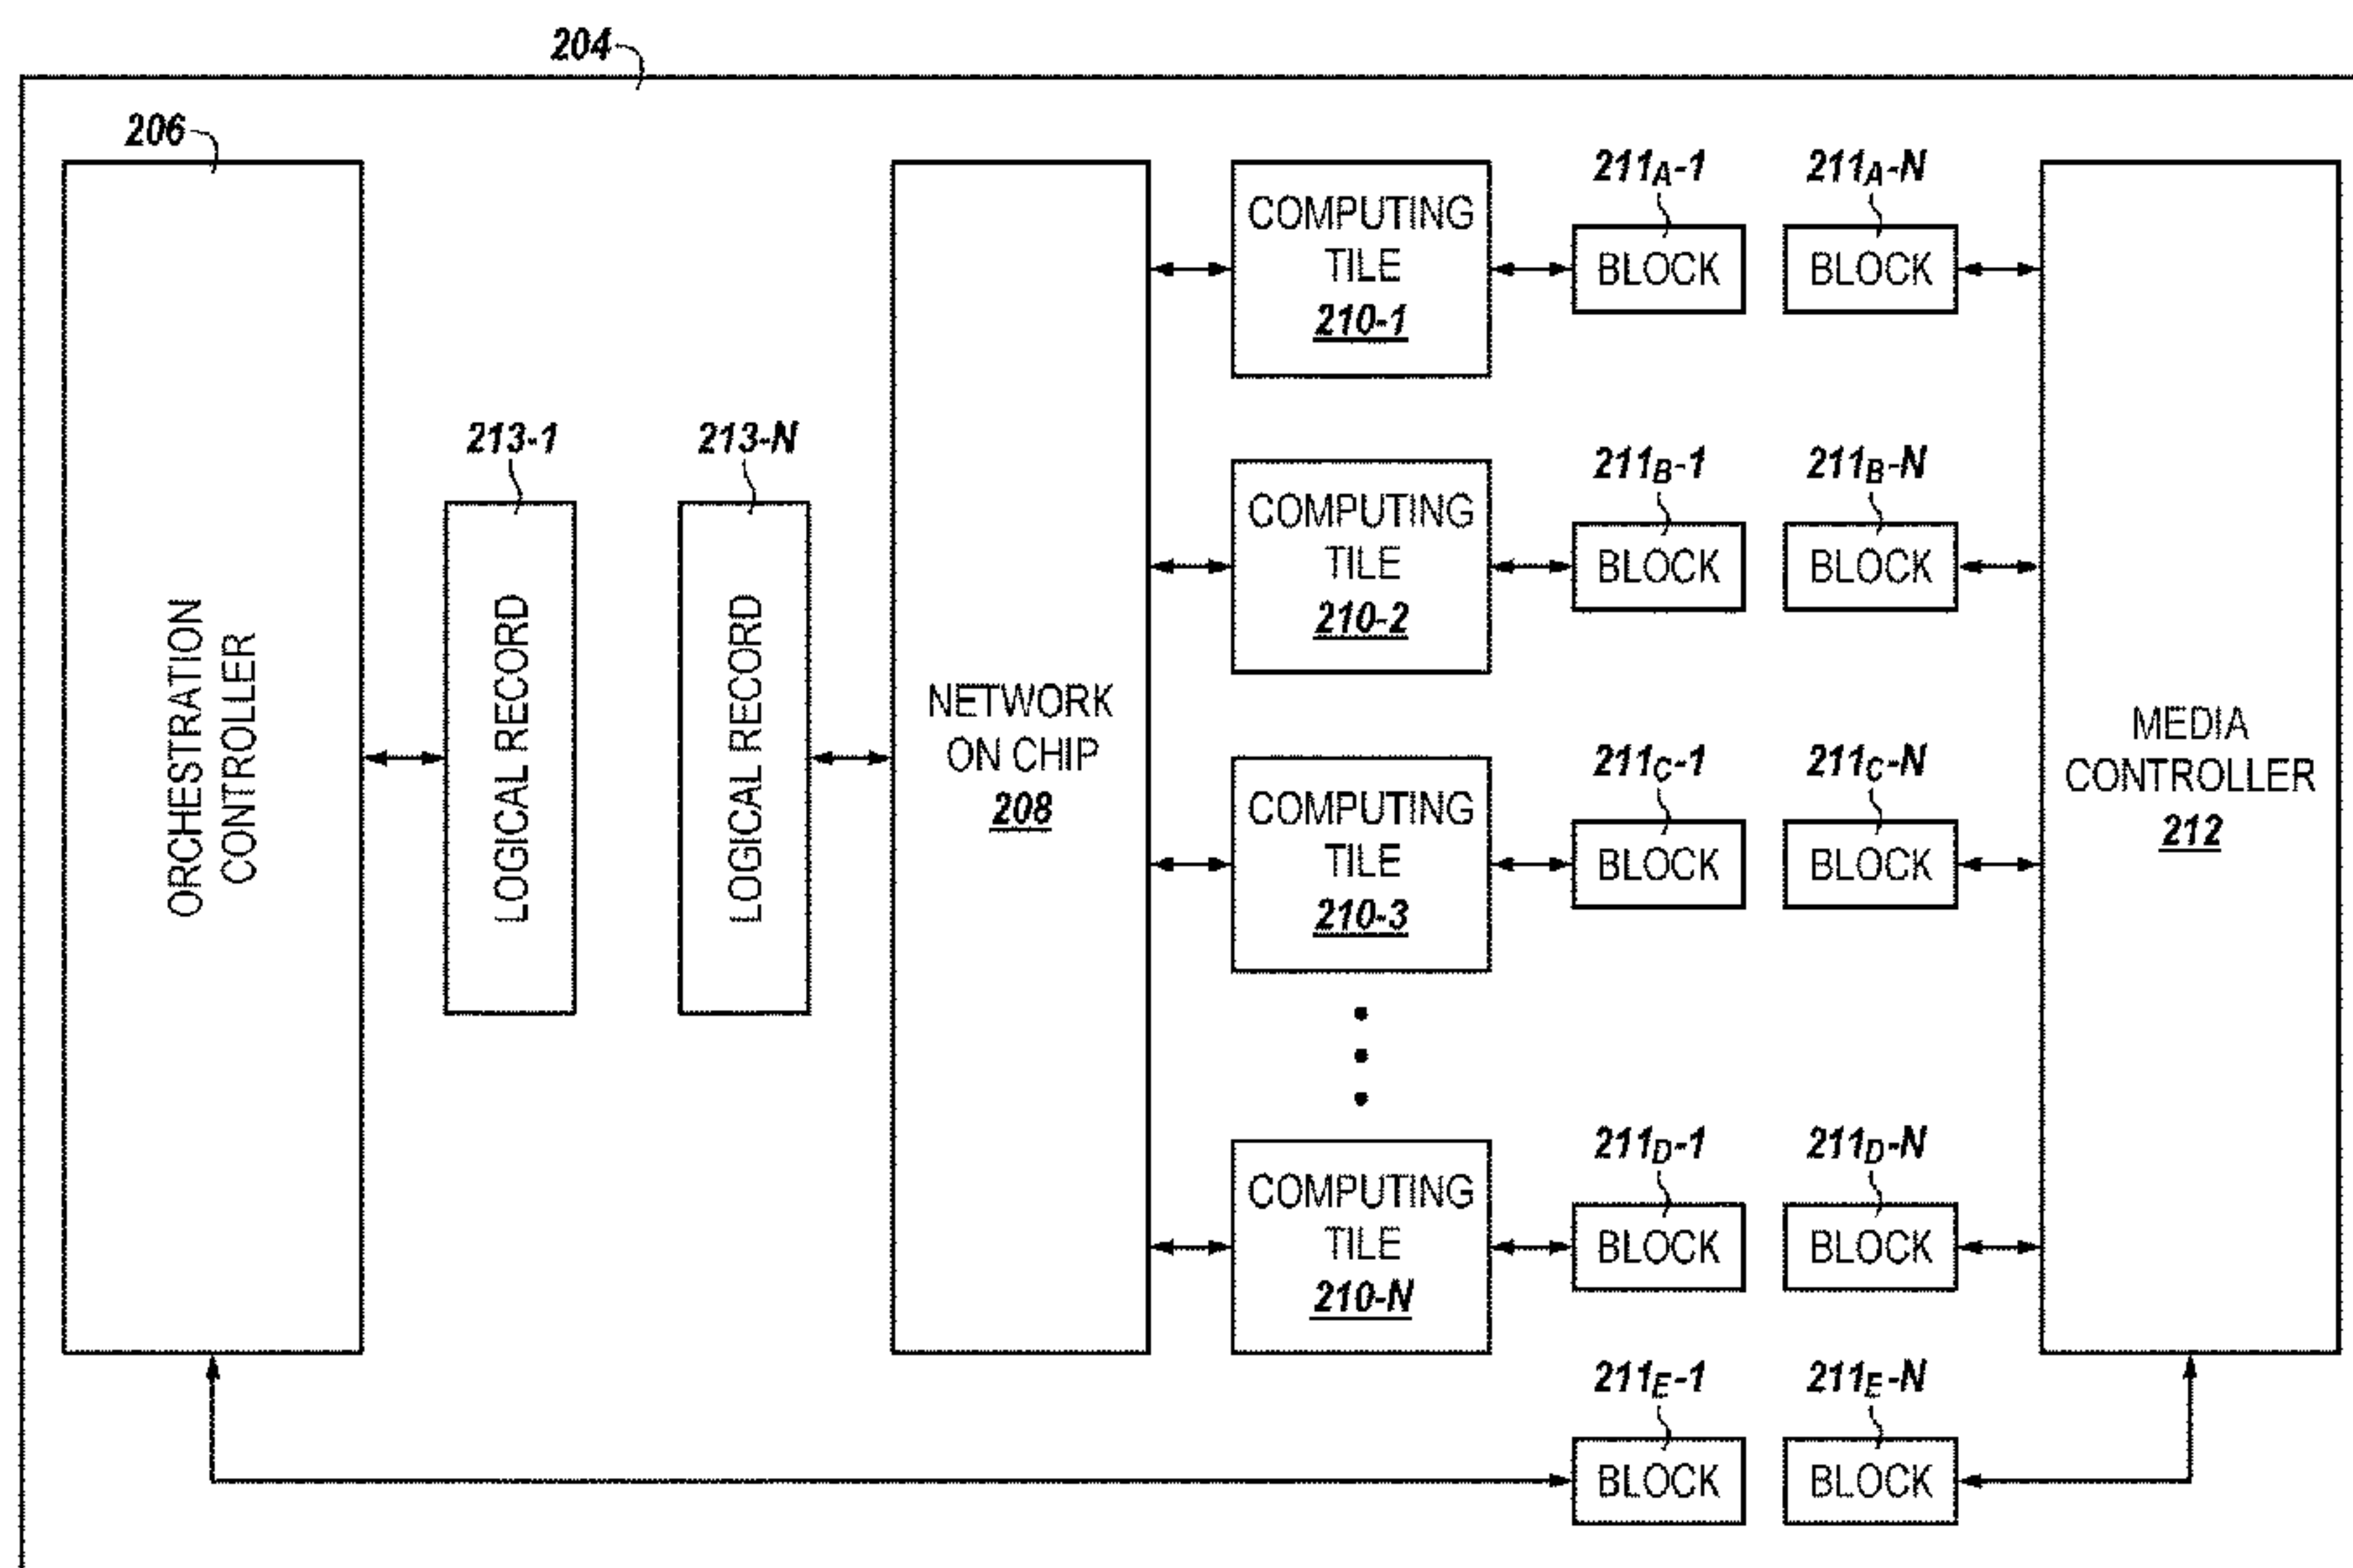 204
206
ORCHESTRATION
CONTROLLER
213-1
LOGICAL RECORD
213-N
LOGICAL RECORD
NETWORK
ON CHIP
208
COMPUTING
TILE
210-1
211A-1
BLOCK
211A-N
BLOCK
COMPUTING
TILE
210-2
211B-1
BLOCK
211B-N
BLOCK
COMPUTING
TILE
210-3
211C-1
BLOCK
211C-N
BLOCK
COMPUTING
TILE
210-N
211D-1
BLOCK
211D-N
BLOCK
211E-1
BLOCK
211E-N
BLOCK
MEDIA
CONTROLLER
212